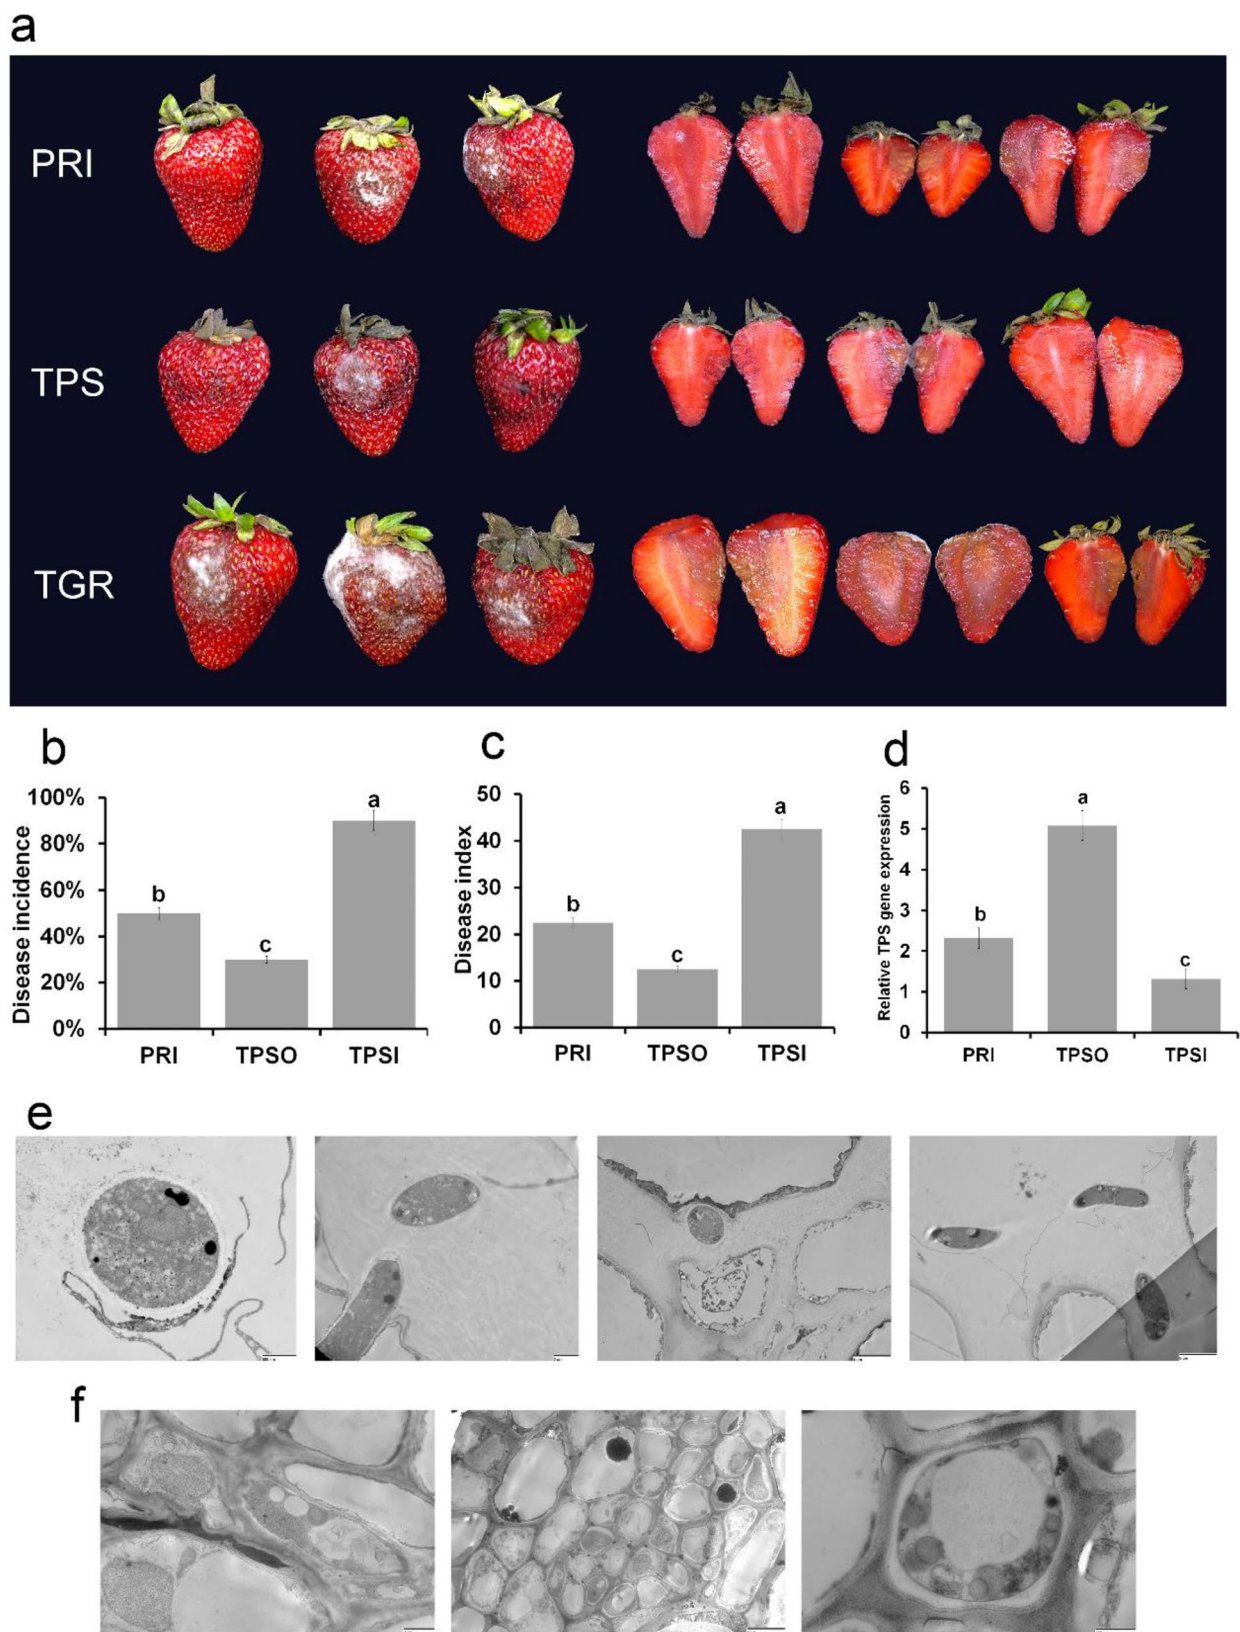 a
PRI
TPS
TGR
b
Disease incidence
100%
80%
60%
40%
20%
0%
b
c
a
PRI
TPSO
TPSI
c
Disease index
50
40
30
20
10
0
b
c
a
PRI
TPSO
TPSI
d
Relative TPS gene expression
6
5
4
3
2
1
0
b
a
c
PRI
TPSO
TPSI
e
f